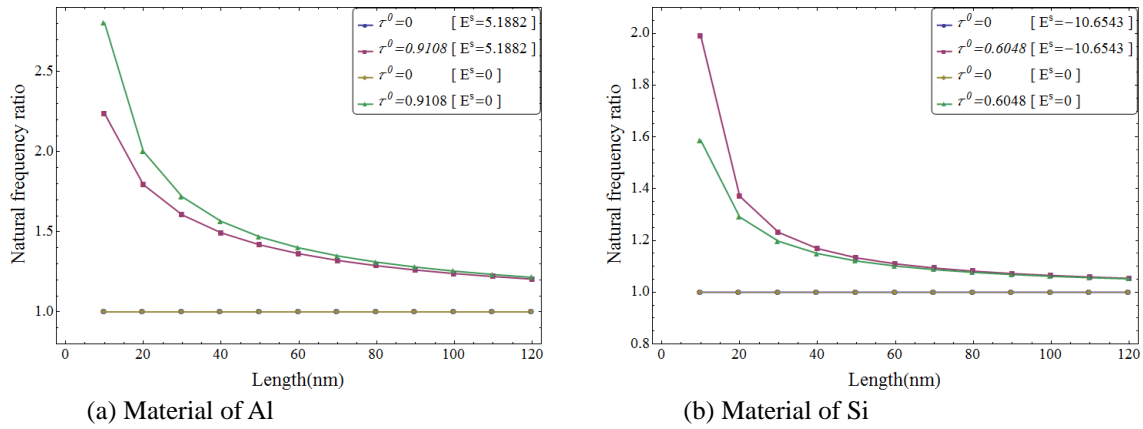 τ⁰=0 [ Eˢ=5.1882 ]
τ⁰=0.9108 [ Eˢ=5.1882 ]
τ⁰=0 [ Eˢ=0 ]
τ⁰=0.9108 [ Eˢ=0 ]
Natural frequency ratio
2.5
2.0
1.5
1.0
0 20 40 60 80 100 120
Length(nm)
(a) Material of Al
τ⁰=0 [ Eˢ=−10.6543 ]
τ⁰=0.6048 [ Eˢ=−10.6543 ]
τ⁰=0 [ Eˢ=0 ]
τ⁰=0.6048 [ Eˢ=0 ]
Natural frequency ratio
2.0
1.8
1.6
1.4
1.2
1.0
0.8
0 20 40 60 80 100 120
Length(nm)
(b) Material of Si